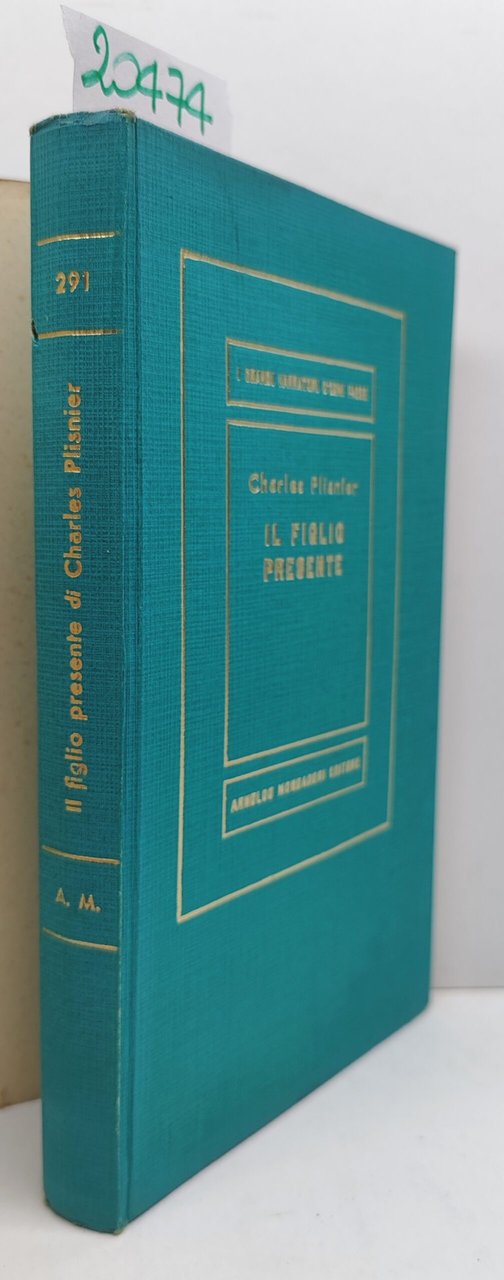 20474
291
Il figlio presente di Charles Plisnier
A. M.
I GRANDI NARRATORI D'OGNI PAESE
Charles Plisnier
IL FIGLIO
PRESENTE
ARNOLDO MONDADORI EDITORE